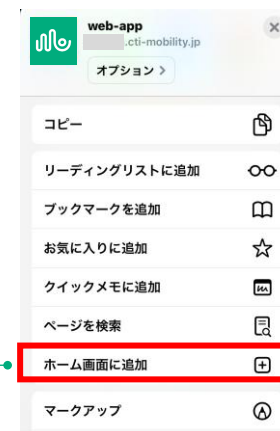 web-app
.cti-mobility.jp
オプション >
コピー
リーディングリストに追加
ブックマークを追加
お気に入りに追加
クイックメモに追加
ページを検索
ホーム画面に追加
マークアップ